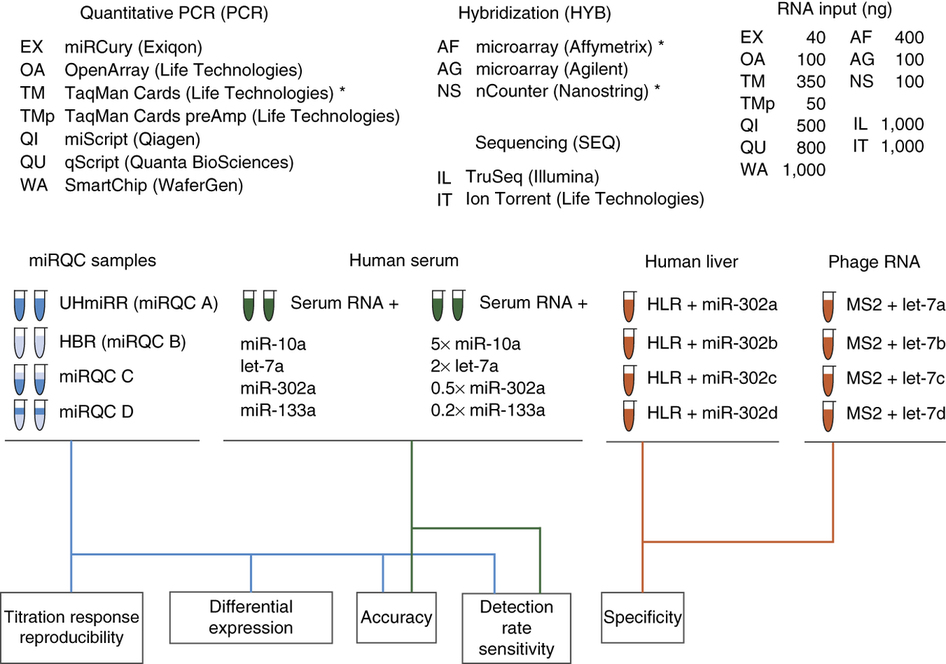 Quantitative PCR (PCR)
EX miRCury (Exiqon)
OA OpenArray (Life Technologies)
TM TaqMan Cards (Life Technologies) *
TMp TaqMan Cards preAmp (Life Technologies)
QI miScript (Qiagen)
QU qScript (Quanta BioSciences)
WA SmartChip (WaferGen)
Hybridization (HYB)
AF microarray (Affymetrix) *
AG microarray (Agilent)
NS nCounter (Nanostring) *
Sequencing (SEQ)
IL TruSeq (Illumina)
IT Ion Torrent (Life Technologies)
RNA input (ng)
EX 40 AF 400
OA 100 AG 100
TM 350 NS 100
TMp 50
QI 500 IL 1,000
QU 800 IT 1,000
WA 1,000
miRQC samples
UHmiRR (miRQC A)
HBR (miRQC B)
miRQC C
miRQC D
Human serum
Serum RNA +
miR-10a
let-7a
miR-302a
miR-133a
Serum RNA +
5× miR-10a
2× let-7a
0.5× miR-302a
0.2× miR-133a
Human liver
HLR + miR-302a
HLR + miR-302b
HLR + miR-302c
HLR + miR-302d
Phage RNA
MS2 + let-7a
MS2 + let-7b
MS2 + let-7c
MS2 + let-7d
Titration response
reproducibility
Differential
expression
Accuracy
Detection
rate
sensitivity
Specificity